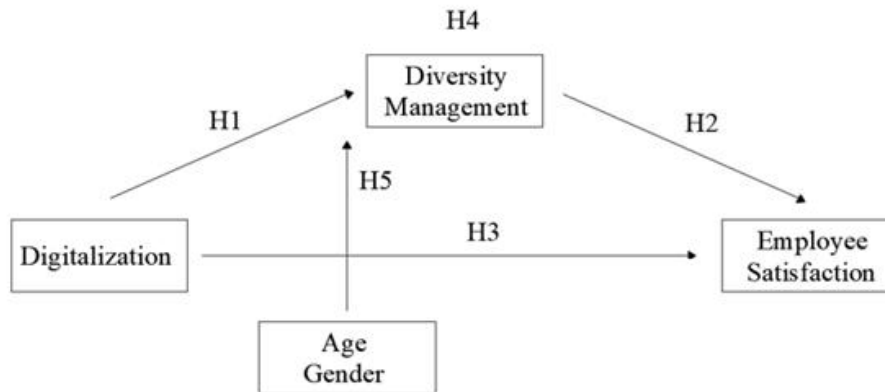 H4
Diversity
Management
H1
H2
H5
Digitalization
H3
Employee
Satisfaction
Age
Gender